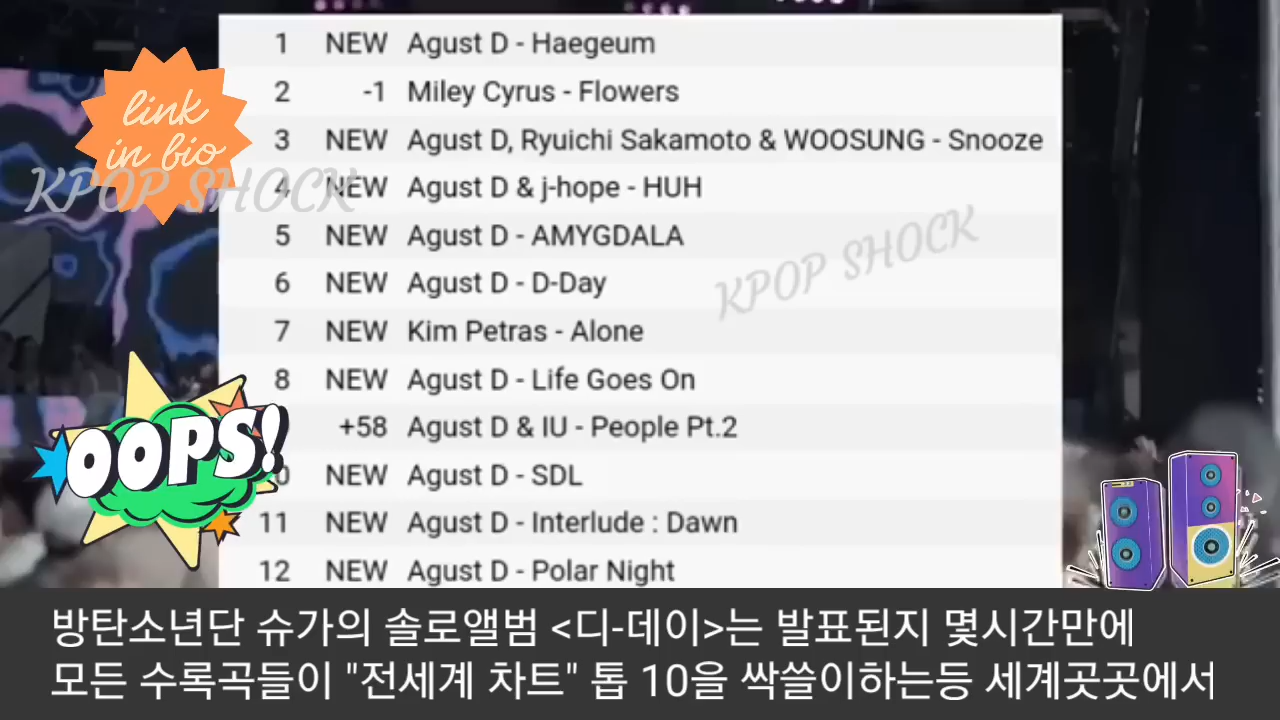 1 NEW Agust D - Haegeum
2 -1 Miley Cyrus - Flowers
link
in bio
3 NEW Agust D, Ryuichi Sakamoto & WOOSUNG - Snooze
KPOP SHOCK
4 NEW Agust D & j-hope - HUH
5 NEW Agust D - AMYGDALA
KPOP SHOCK
6 NEW Agust D - D-Day
7 NEW Kim Petras - Alone
8 NEW Agust D - Life Goes On
+58 Agust D & IU - People Pt.2
OOPS!
0 NEW Agust D - SDL
11 NEW Agust D - Interlude : Dawn
12 NEW Agust D - Polar Night
방탄소년단 슈가의 솔로앨범 <디-데이>는 발표된지 몇시간만에
모든 수록곡들이 "전세계 차트" 톱 10을 싹쓸이하는등 세계곳곳에서